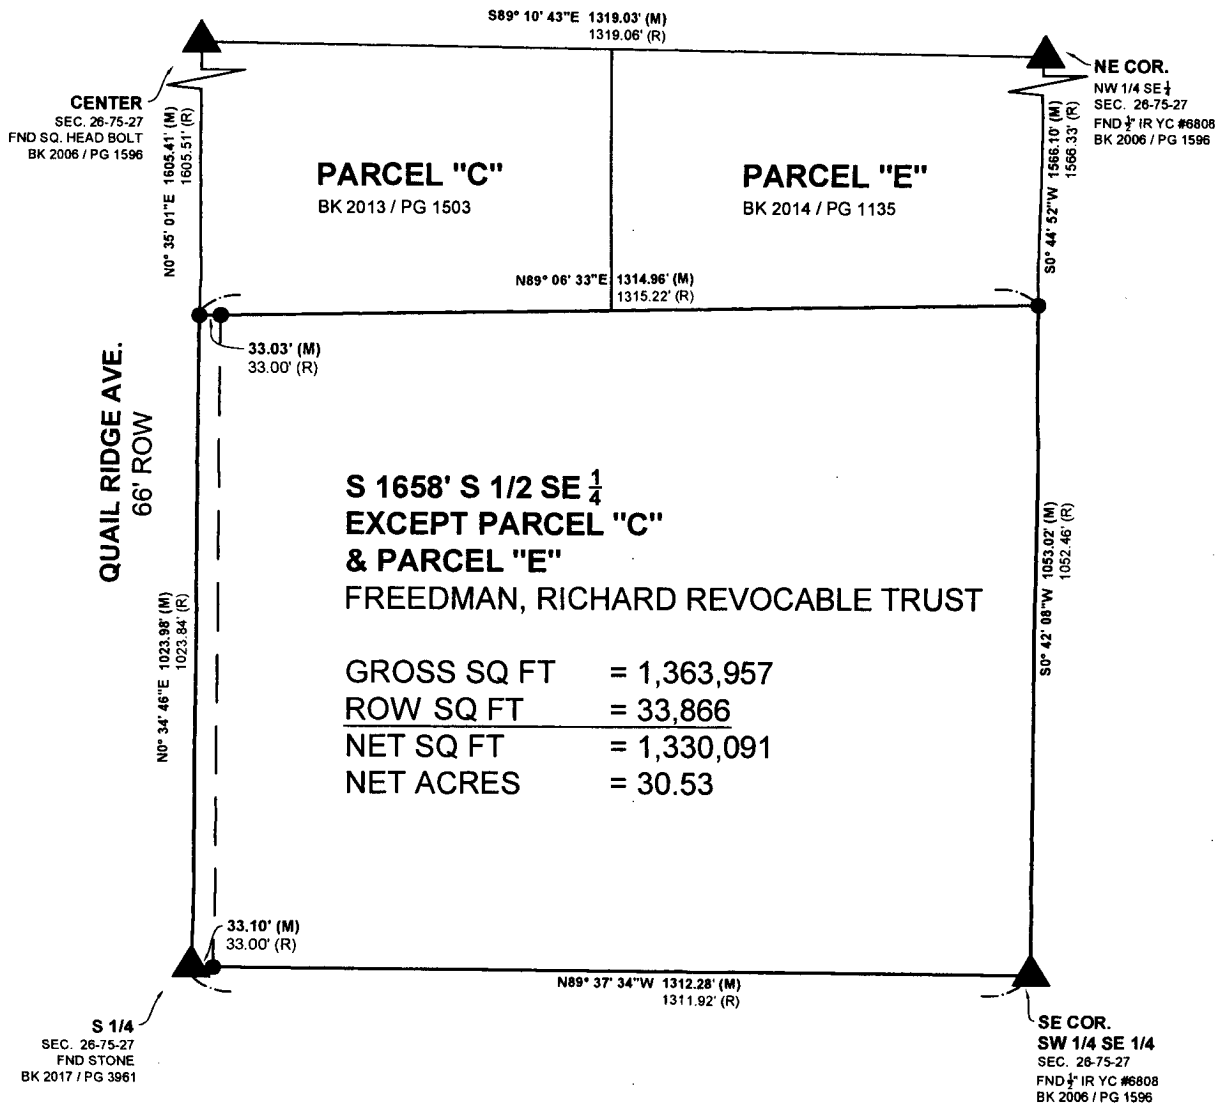 S89° 10' 43"E 1319.03' (M)
1319.06' (R)
CENTER
SEC. 26-75-27
FND SQ. HEAD BOLT
BK 2006 / PG 1596
NE COR.
NW 1/4 SE 1/4
SEC. 26-75-27
FND 1/2" IR YC #6808
BK 2006 / PG 1596
N0° 35' 01"E 1605.41' (M)
1605.51' (R)
PARCEL "C"
BK 2013 / PG 1503
PARCEL "E"
BK 2014 / PG 1135
S0° 44' 52"W 1566.10' (M)
1566.33' (R)
N89° 06' 33"E 1314.96' (M)
1315.22' (R)
33.03' (M)
33.00' (R)
QUAIL RIDGE AVE.
66' ROW
S 1658' S 1/2 SE 1/4
EXCEPT PARCEL "C"
& PARCEL "E"
FREEDMAN, RICHARD REVOCABLE TRUST
GROSS SQ FT = 1,363,957
ROW SQ FT = 33,866
NET SQ FT = 1,330,091
NET ACRES = 30.53
N0° 34' 46"E 1023.98' (M)
1023.84' (R)
S0° 42' 08"W 1053.02' (M)
1052.46' (R)
33.10' (M)
33.00' (R)
N89° 37' 34"W 1312.28' (M)
1311.92' (R)
S 1/4
SEC. 26-75-27
FND STONE
BK 2017 / PG 3961
SE COR.
SW 1/4 SE 1/4
SEC. 26-75-27
FND 1/2" IR YC #6808
BK 2006 / PG 1596